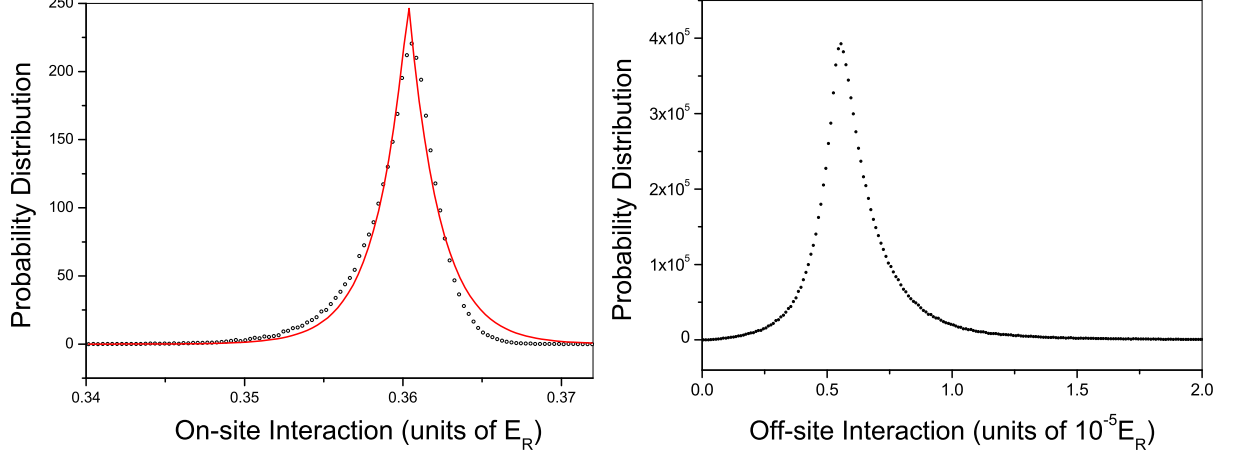 Probability Distribution
250
200
150
100
50
0
0.34
0.35
0.36
0.37
On-site Interaction (units of E_R)
Probability Distribution
4x10^5
3x10^5
2x10^5
1x10^5
0
0.0
0.5
1.0
1.5
2.0
Off-site Interaction (units of 10^-5E_R)